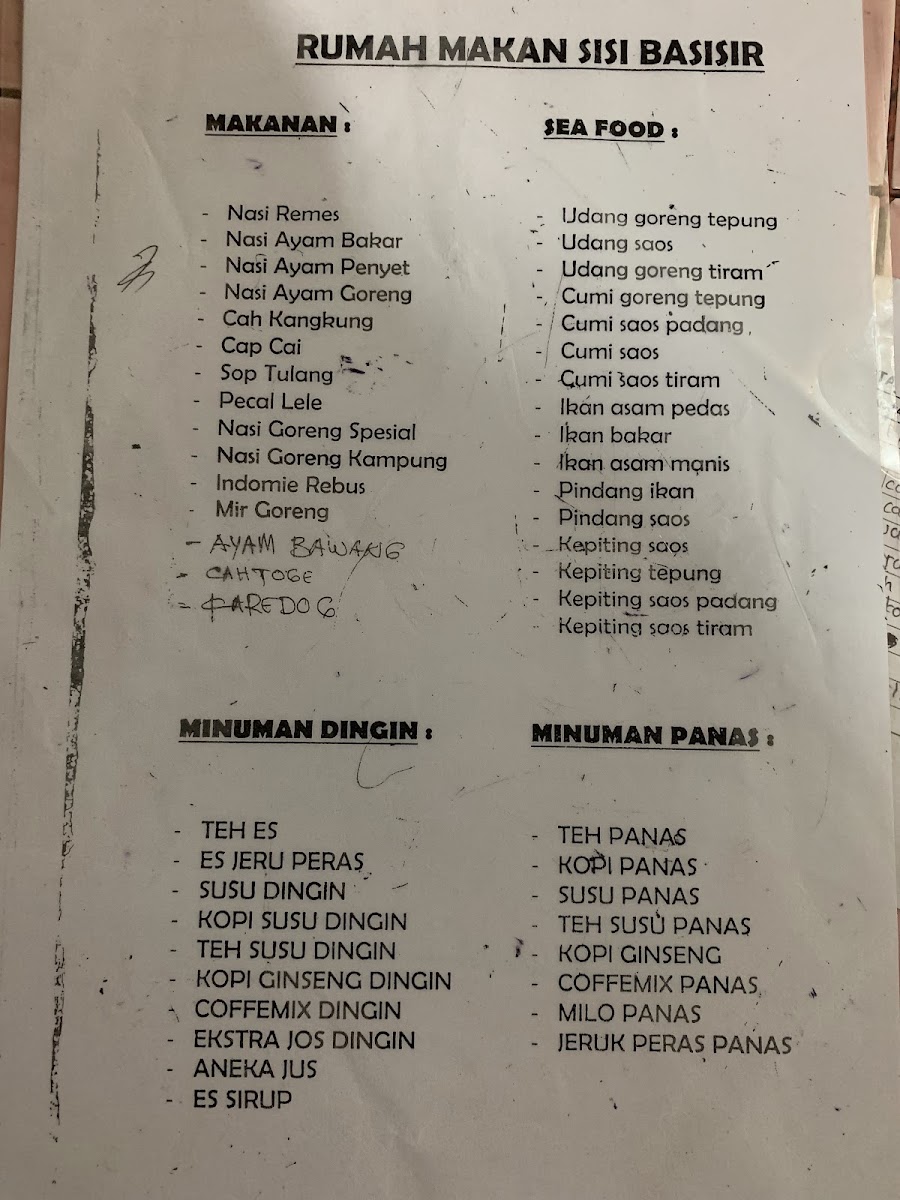 RUMAH MAKAN SISI BASISIR
MAKANAN :
- Nasi Remes
- Nasi Ayam Bakar
- Nasi Ayam Penyet
- Nasi Ayam Goreng
- Cah Kangkung
- Cap Cai
- Sop Tulang
- Pecal Lele
- Nasi Goreng Spesial
- Nasi Goreng Kampung
- Indomie Rebus
- Mir Goreng
- AYAM BAWANG
- CAHTOGE
- KAREDOG
SEA FOOD :
- Udang goreng tepung
- Udang saos
- Udang goreng tiram
- Cumi goreng tepung
- Cumi saos padang
- Cumi saos
- Cumi saos tiram
- Ikan asam pedas
- Ikan bakar
- Ikan asam manis
- Pindang ikan
- Pindang saos
- Kepiting saos
- Kepiting tepung
- Kepiting saos padang
- Kepiting saos tiram
MINUMAN DINGIN :
- TEH ES
- ES JERU PERAS
- SUSU DINGIN
- KOPI SUSU DINGIN
- TEH SUSU DINGIN
- KOPI GINSENG DINGIN
- COFFEMIX DINGIN
- EKSTRA JOS DINGIN
- ANEKA JUS
- ES SIRUP
MINUMAN PANAS :
- TEH PANAS
- KOPI PANAS
- SUSU PANAS
- TEH SUSU PANAS
- KOPI GINSENG
- COFFEMIX PANAS
- MILO PANAS
- JERUK PERAS PANAS